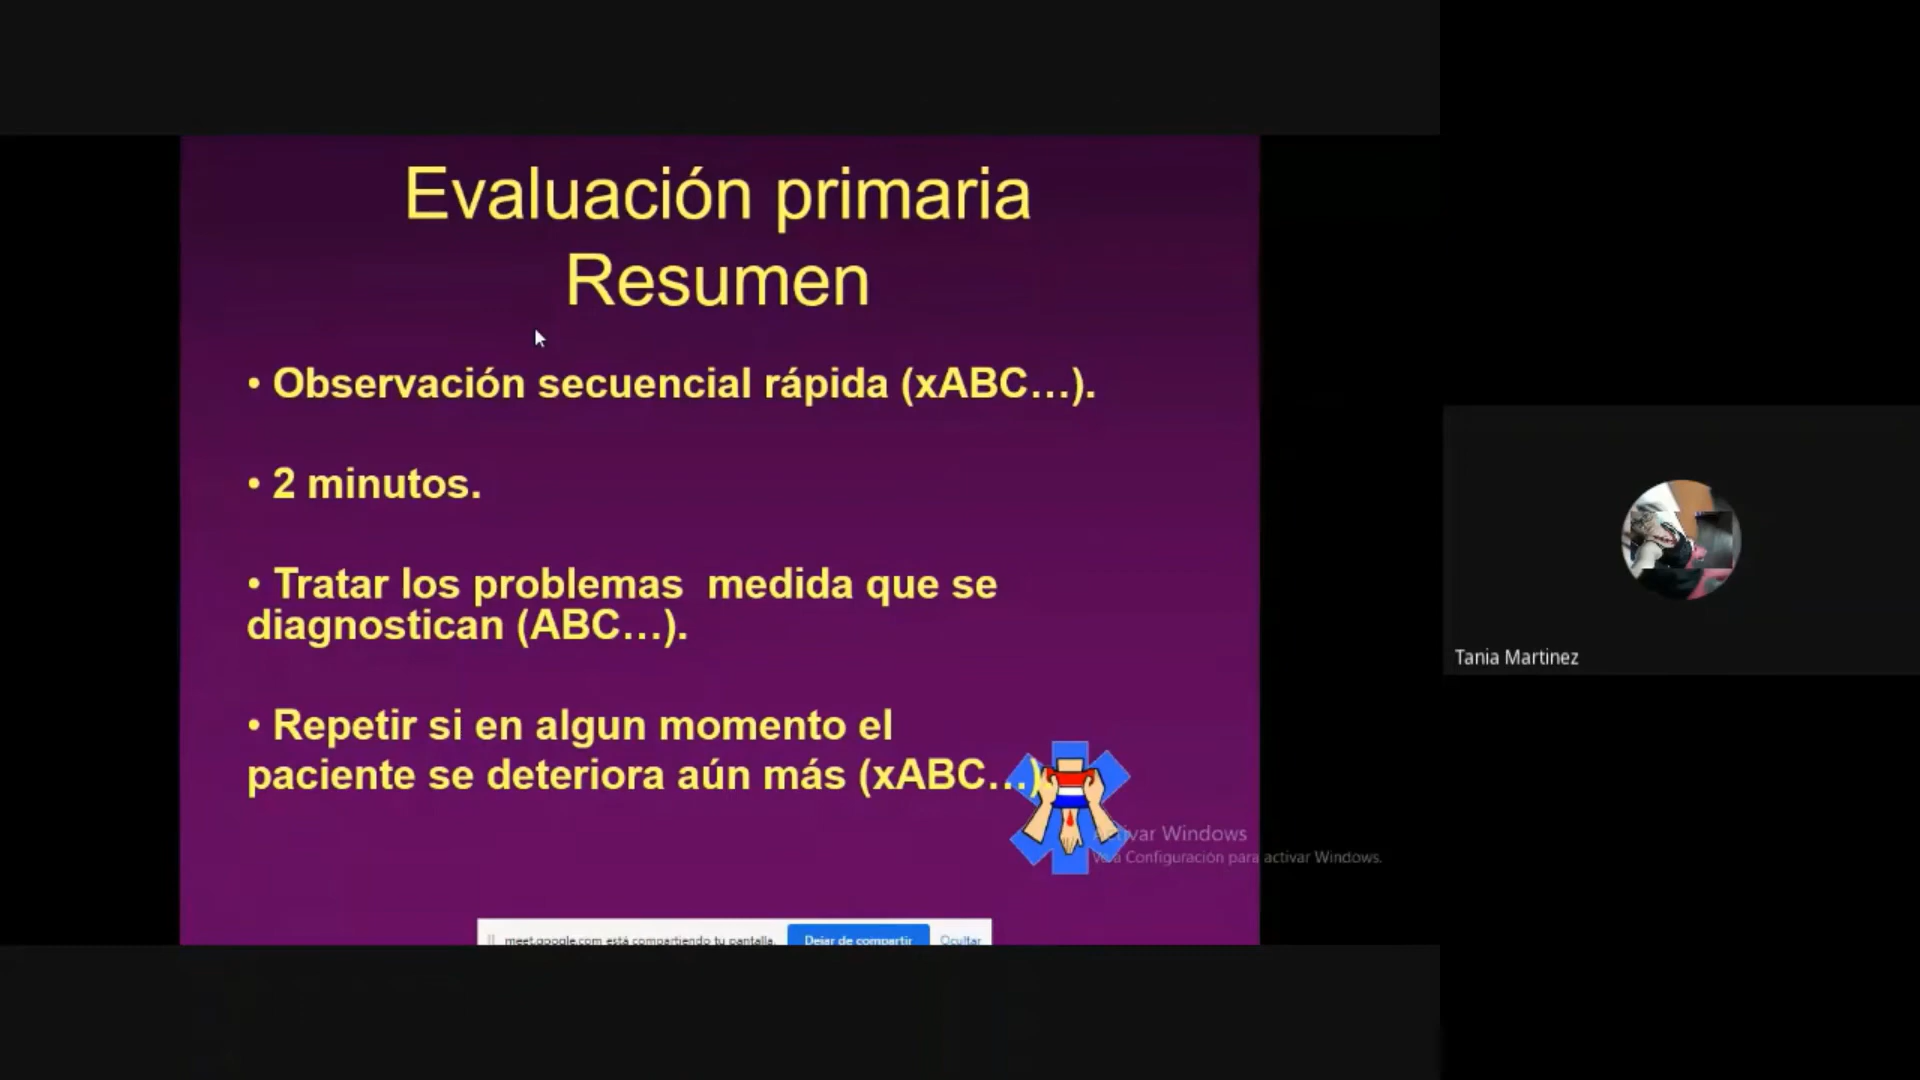 Evaluación primaria
Resumen
• Observación secuencial rápida (xABC...).
• 2 minutos.
• Tratar los problemas  medida que se
diagnostican (ABC...).
• Repetir si en algun momento el
paciente se deteriora aún más (xABC...)
Activar Windows
Ve a Configuración para activar Windows.
meet.google.com está compartiendo tu pantalla.
Dejar de compartir
Ocultar
Tania Martinez